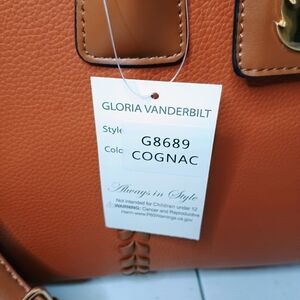 GLORIA VANDERBILT
Style G8689
Colo COGNAC
Always in Style
Not Intended for Children under 12
WARNING: Cancer and Reproductive
Harm www.P65Warnings.ca.gov